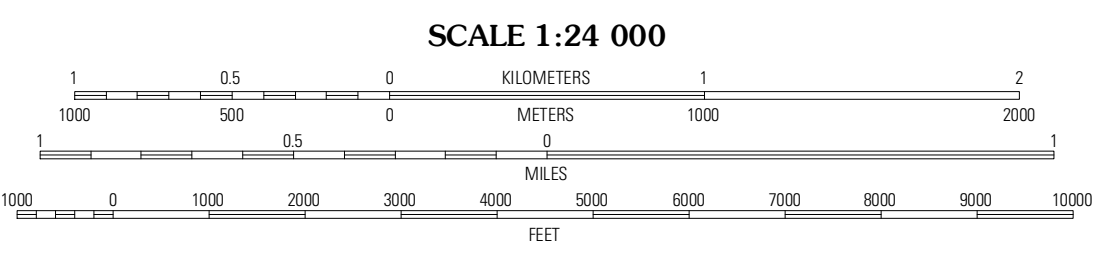 SCALE 1:24 000
1 0.5 0 KILOMETERS 1 2
1000 500 0 METERS 1000 2000
1 0.5 0 1
MILES
1000 0 1000 2000 3000 4000 5000 6000 7000 8000 9000 10000
FEET